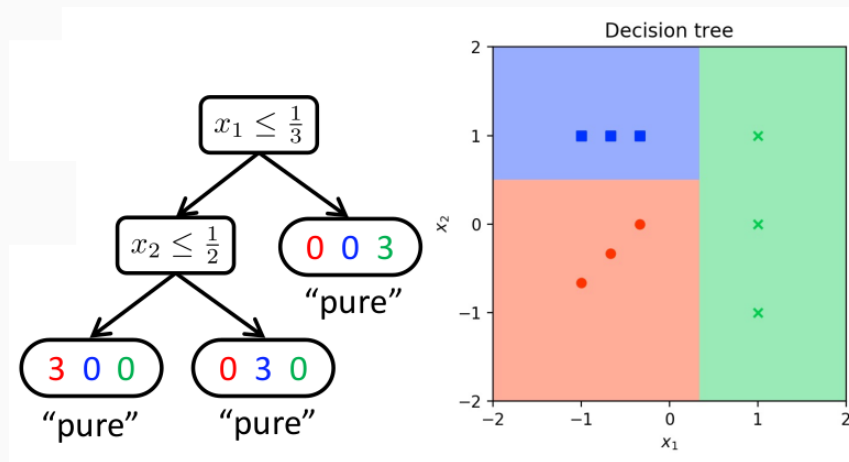 x₁ ≤ 1/3
x₂ ≤ 1/2
0 0 3
“pure”
3 0 0
0 3 0
“pure”
“pure”
Decision tree
2
1
0
−1
−2
x₂
−2
−1
0
1
2
x₁